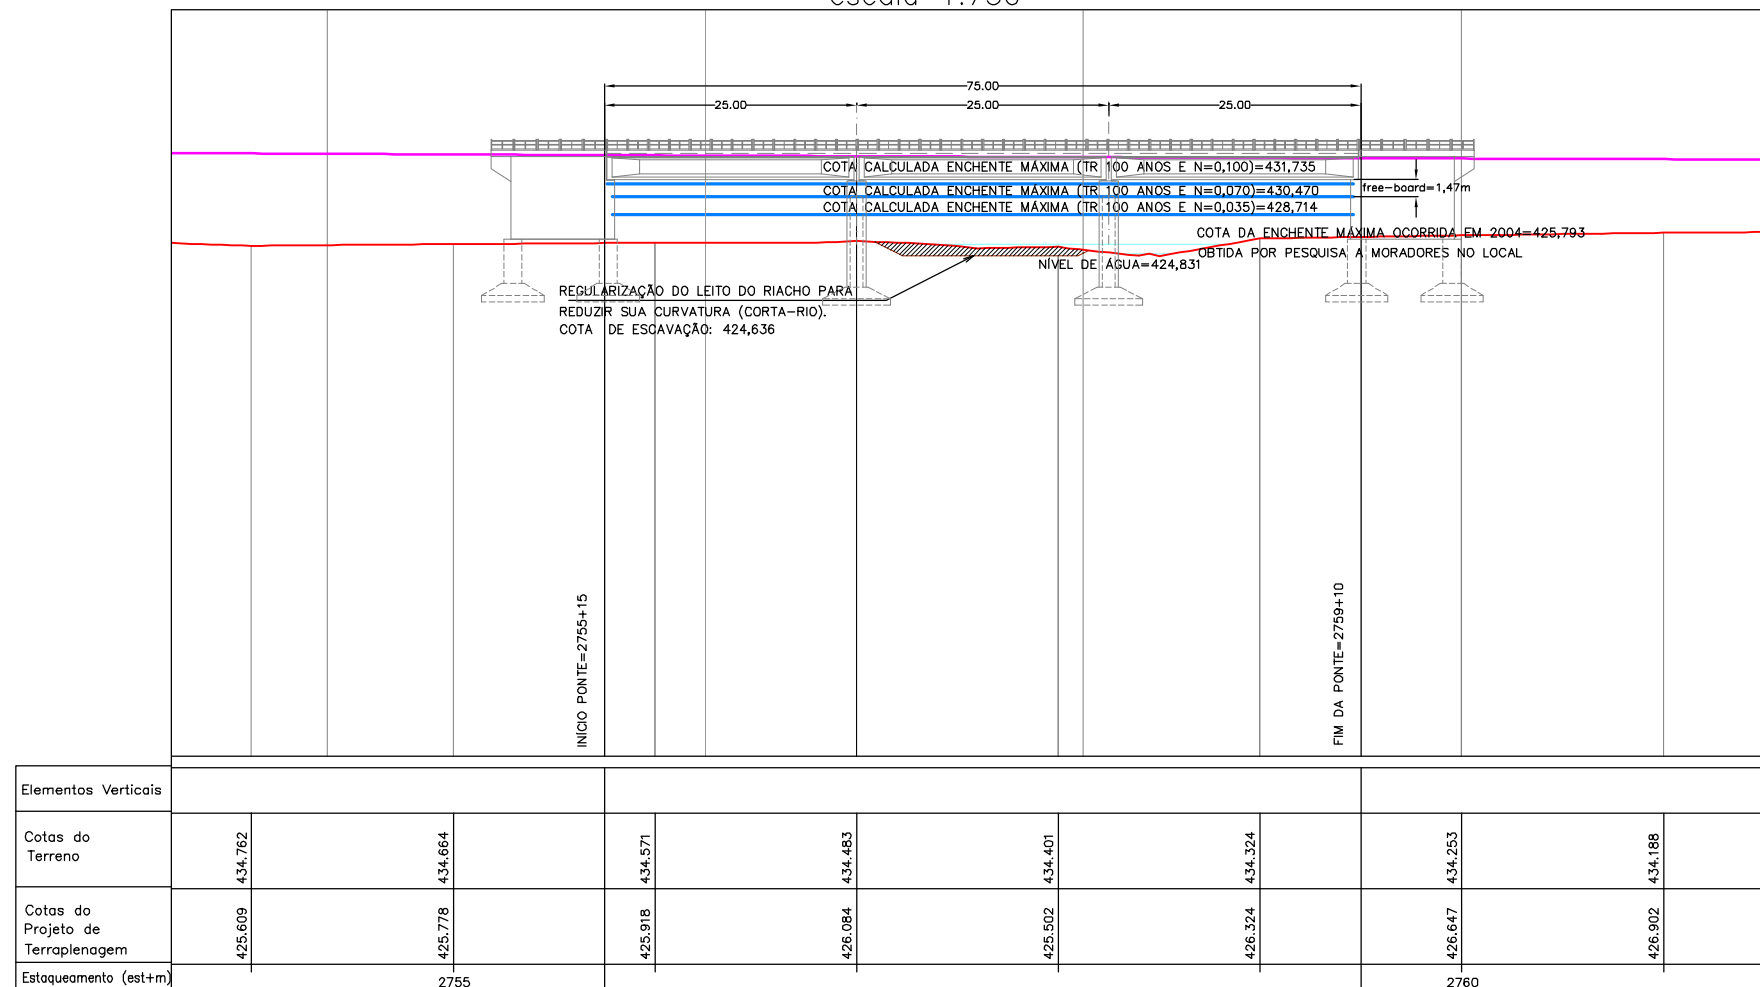 75.00
25.00 25.00 25.00
COTA CALCULADA ENCHENTE MÁXIMA (TR 100 ANOS E N=0,100)=431,735
COTA CALCULADA ENCHENTE MÁXIMA (TR 100 ANOS E N=0,070)=430,470
free-board=1,47m
COTA CALCULADA ENCHENTE MÁXIMA (TR 100 ANOS E N=0,035)=428,714
COTA DA ENCHENTE MÁXIMA OCORRIDA EM 2004=425,793
OBTIDA POR PESQUISA A MORADORES NO LOCAL
NÍVEL DE ÁGUA=424,831
REGULARIZAÇÃO DO LEITO DO RIACHO PARA
REDUZIR SUA CURVATURA (CORTA-RIO).
COTA DE ESCAVAÇÃO: 424,636
INÍCIO PONTE=2755+15
FIM DA PONTE=2759+10
Elementos Verticais
Cotas do
Terreno
434.762 434.664 434.571 434.483 434.401 434.324 434.253 434.188
Cotas do
Projeto de
Terraplenagem
425.609 425.778 425.918 426.084 425.502 426.324 426.647 426.902
Estaqueamento (est+m)
2755 2760